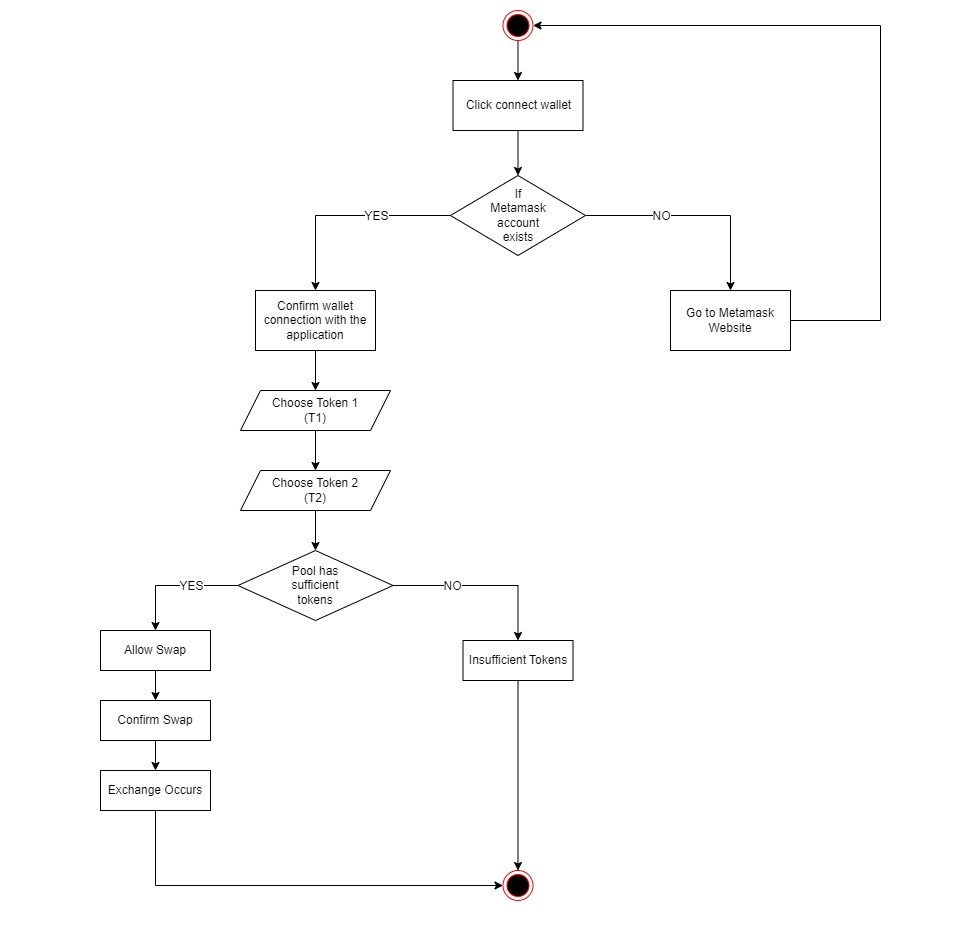 Click connect wallet
If
Metamask
account
exists
YES
NO
Confirm wallet
connection with the
application
Go to Metamask
Website
Choose Token 1
(T1)
Choose Token 2
(T2)
Pool has
sufficient
tokens
YES
NO
Allow Swap
Insufficient Tokens
Confirm Swap
Exchange Occurs